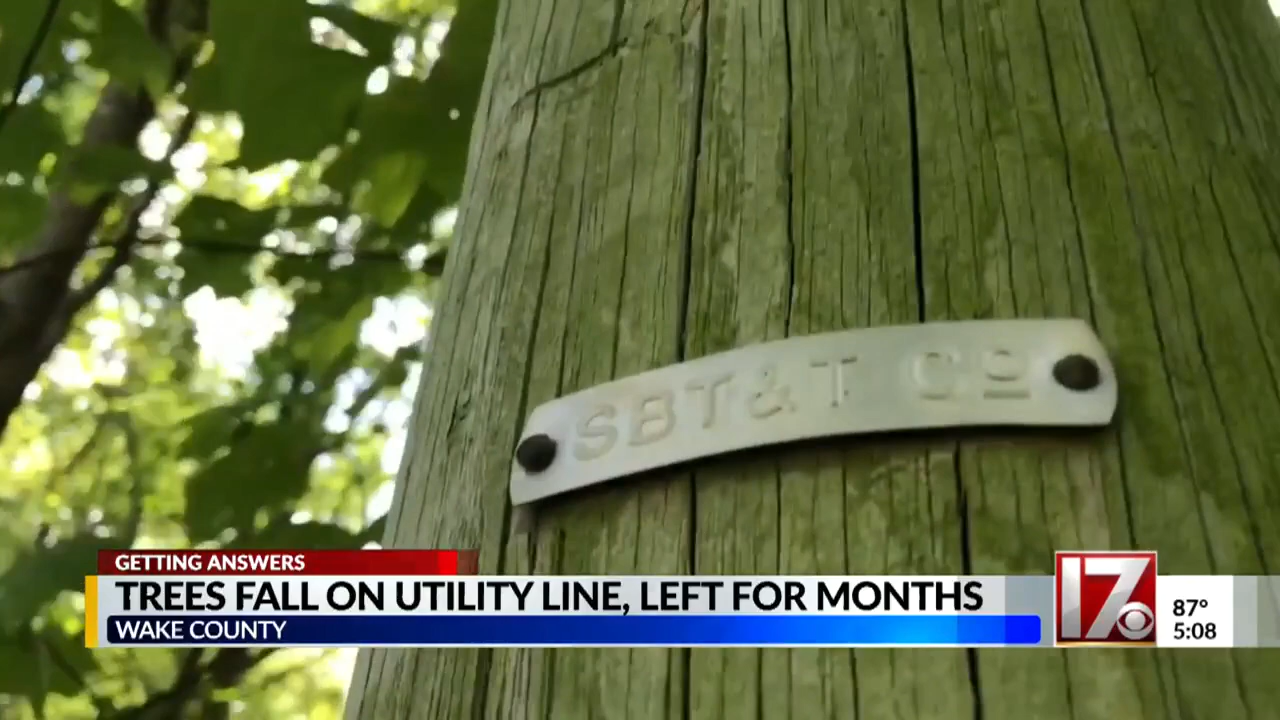 SBT&T Cº
GETTING ANSWERS
TREES FALL ON UTILITY LINE, LEFT FOR MONTHS
WAKE COUNTY
17
87°
5:08